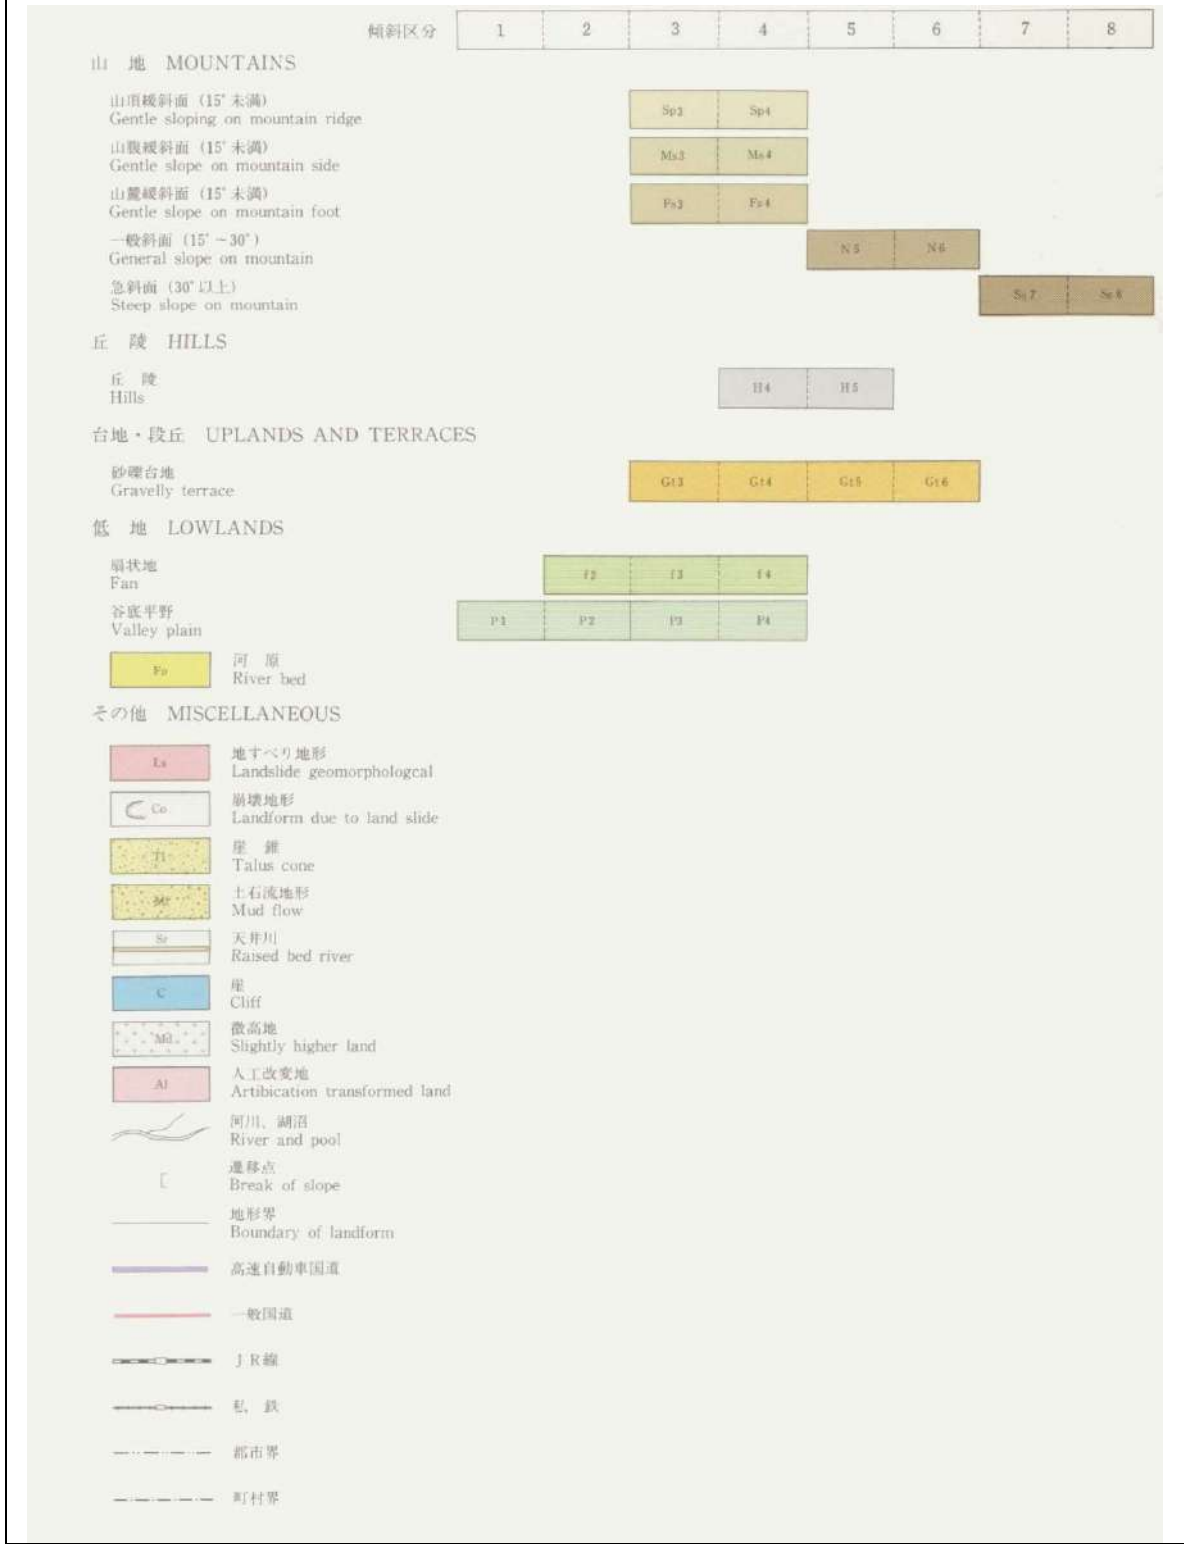 傾斜区分 1 2 3 4 5 6 7 8
山 地 MOUNTAINS
山頂緩斜面 (15°未満)
Gentle sloping on mountain ridge
Sp3 Sp4
山腹緩斜面 (15°未満)
Gentle slope on mountain side
Ms3 Ms4
山麓緩斜面 (15°未満)
Gentle slope on mountain foot
Fs3 Fs4
一般斜面 (15°~30°)
General slope on mountain
N5 N6
急斜面 (30°以上)
Steep slope on mountain
丘 陵 HILLS
丘 陵
Hills
H4 H5
台地・段丘 UPLANDS AND TERRACES
砂礫台地
Gravelly terrace
Gt3 Gt4 Gt5 Gt6
低 地 LOWLANDS
扇状地
Fan
f2 f3 f4
谷底平野
Valley plain
P1 P2 P3 P4
河 原
River bed
その他 MISCELLANEOUS
Ls
地すべり地形
Landslide geomorphologcal
Co
崩壊地形
Landform due to land slide
Tl
崖 錐
Talus cone
土石流地形
Mud flow
Sr
天井川
Raised bed river
C
崖
Cliff
Md
微高地
Slightly higher land
Al
人工改変地
Artibication transformed land
河川、湖沼
River and pool
遷移点
Break of slope
地形界
Boundary of landform
高速自動車国道
一般国道
JR線
私 鉄
郡市界
町村界